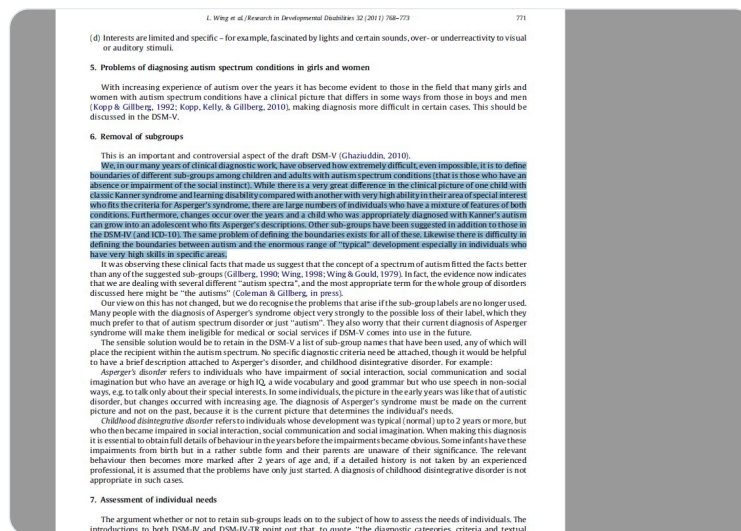 L. Wing et al./Research in Developmental Disabilities 32 (2011) 768–773
771
(d) Interests are limited and specific – for example, fascinated by lights and certain sounds, over- or underreactivity to visual
or auditory stimuli.
5. Problems of diagnosing autism spectrum conditions in girls and women
With increasing experience of autism over the years it has become evident to those in the field that many girls and
women with autism spectrum conditions have a clinical picture that differs in some ways from those in boys and men
(Kopp & Gillberg, 1992; Kopp, Kelly, & Gillberg, 2010), making diagnosis more difficult in certain cases. This should be
discussed in the DSM-V.
6. Removal of subgroups
This is an important and controversial aspect of the draft DSM-V (Ghaziuddin, 2010).
We, in our many years of clinical diagnostic work, have observed how extremely difficult, even impossible, it is to define
boundaries of different sub-groups among children and adults with autism spectrum conditions (that is those who have an
absence or impairment of the social instinct). While there is a very great difference in the clinical picture of one child with
classic Kanner syndrome and learning disability compared with another with very high ability in their area of special interest
who fits the criteria for Asperger's syndrome, there are large numbers of individuals who have a mixture of features of both
conditions. Furthermore, changes occur over the years and a child who was appropriately diagnosed with Kanner's autism
can grow into an adolescent who fits Asperger's descriptions. Other sub-groups have been suggested in addition to those in
the DSM-IV (and ICD-10). The same problem of defining the boundaries exists for all of these. Likewise there is difficulty in
defining the boundaries between autism and the enormous range of "typical" development especially in individuals who
have very high skills in specific areas.
It was observing these clinical facts that made us suggest that the concept of a spectrum of autism fitted the facts better
than any of the suggested sub-groups (Gillberg, 1990; Wing, 1998; Wing & Gould, 1979). In fact, the evidence now indicates
that we are dealing with several different "autism spectra", and the most appropriate term for the whole group of disorders
discussed here might be "the autisms" (Coleman & Gillberg, in press).
Our view on this has not changed, but we do recognise the problems that arise if the sub-group labels are no longer used.
Many people with the diagnosis of Asperger's syndrome object very strongly to the possible loss of their label, which they
much prefer to that of autism spectrum disorder or just "autism". They also worry that their current diagnosis of Asperger
syndrome will make them ineligible for medical or social services if DSM-V comes into use in the future.
The sensible solution would be to retain in the DSM-V a list of sub-group names that have been used, any of which will
place the recipient within the autism spectrum. No specific diagnostic criteria need be attached, though it would be helpful
to have a brief description attached to Asperger's disorder, and childhood disintegrative disorder. For example:
Asperger's disorder refers to individuals who have impairment of social interaction, social communication and social
imagination but who have an average or high IQ, a wide vocabulary and good grammar but who use speech in non-social
ways, e.g. to talk only about their special interests. In some individuals, the picture in the early years was like that of autistic
disorder, but changes occurred with increasing age. The diagnosis of Asperger's syndrome must be made on the current
picture and not on the past, because it is the current picture that determines the individual's needs.
Childhood disintegrative disorder refers to individuals whose development was typical (normal) up to 2 years or more, but
who then became impaired in social interaction, social communication and social imagination. When making this diagnosis
it is essential to obtain full details of behaviour in the years before the impairments became obvious. Some infants have these
impairments from birth but in a rather subtle form and their parents are unaware of their significance. The relevant
behaviour then becomes more marked after 2 years of age and, if a detailed history is not taken by an experienced
professional, it is assumed that the problems have only just started. A diagnosis of childhood disintegrative disorder is not
appropriate in such cases.
7. Assessment of individual needs
The argument whether or not to retain sub-groups leads on to the subject of how to assess the needs of individuals. The
introductions to both DSM-IV and DSM-IV-TR point out that, to quote, "the diagnostic categories, criteria and textual